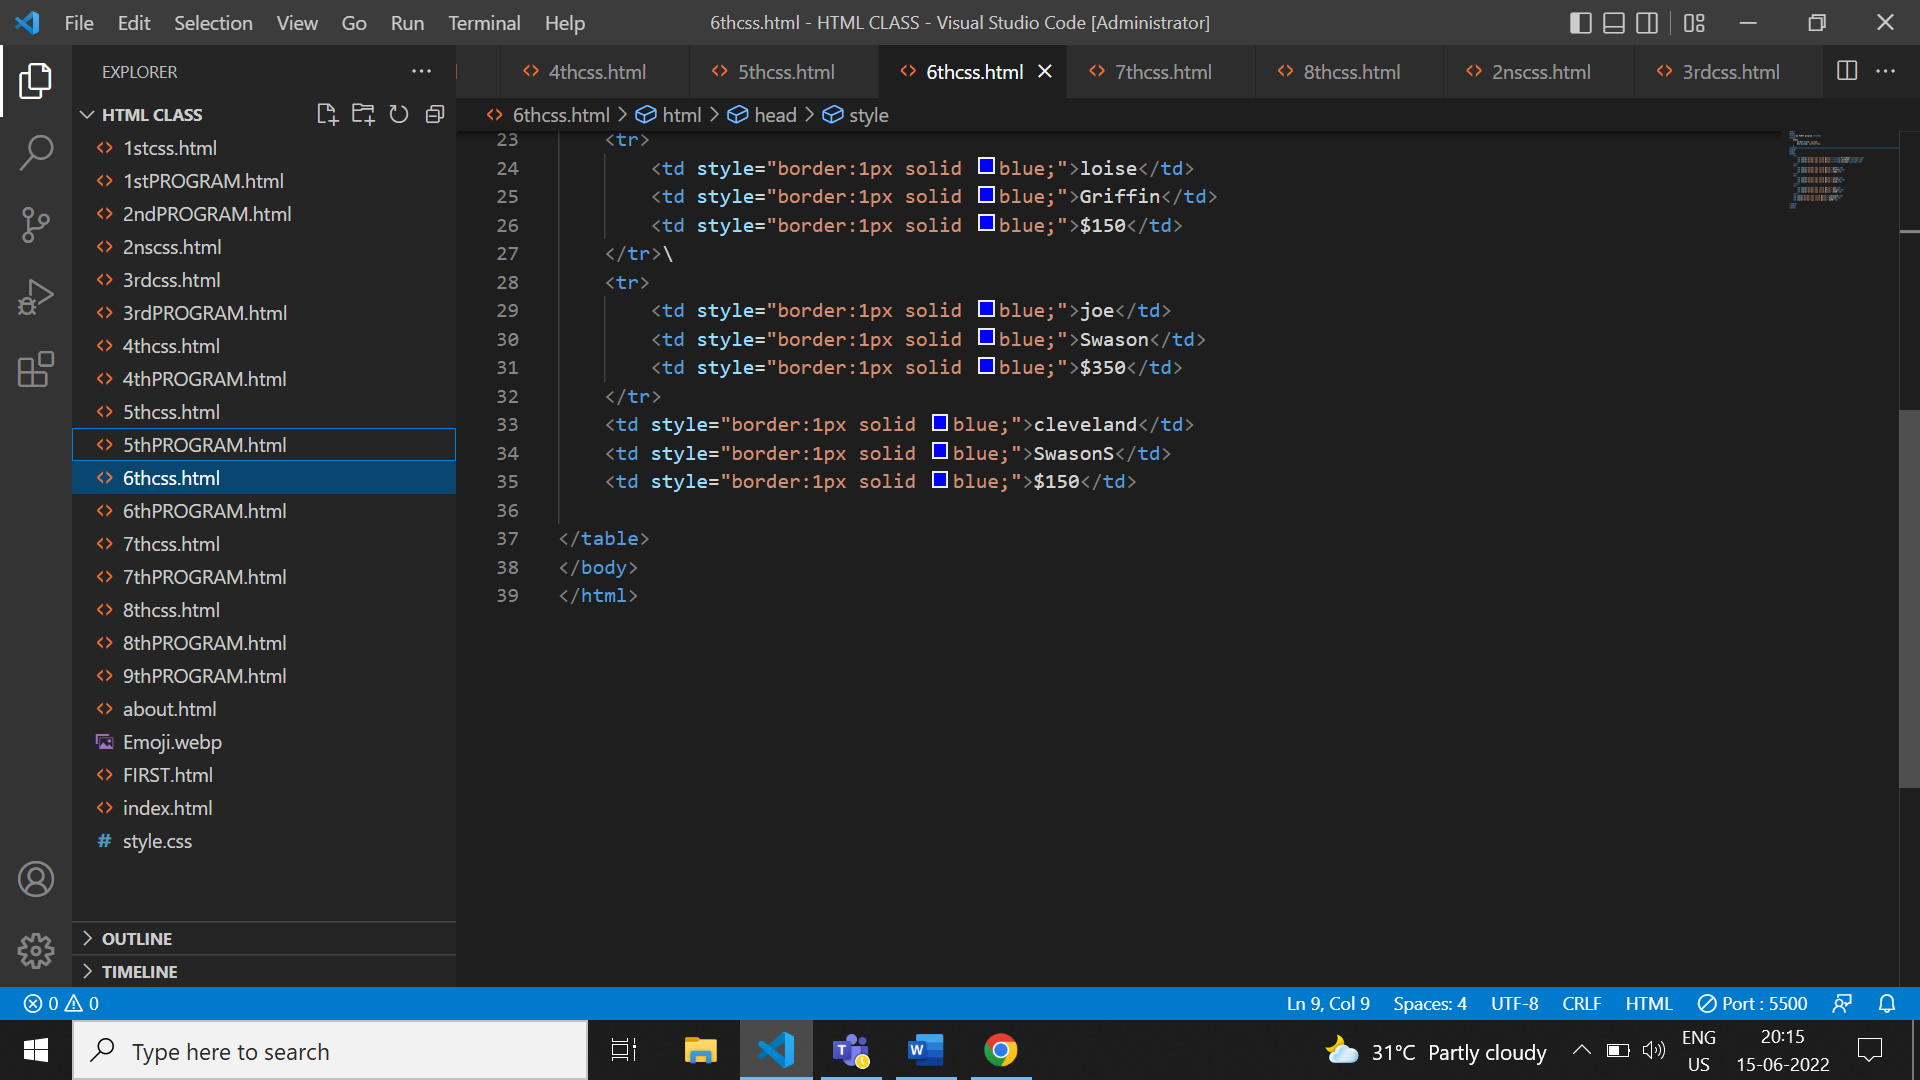 File Edit Selection View Go Run Terminal Help 6thcss.html - HTML CLASS - Visual Studio Code [Administrator]
EXPLORER
4thcss.html 5thcss.html 6thcss.html 7thcss.html 8thcss.html 2nscss.html 3rdcss.html
HTML CLASS
6thcss.html > html > head > style
1stcss.html
1stPROGRAM.html
2ndPROGRAM.html
2nscss.html
3rdcss.html
3rdPROGRAM.html
4thcss.html
4thPROGRAM.html
5thcss.html
5thPROGRAM.html
6thcss.html
6thPROGRAM.html
7thcss.html
7thPROGRAM.html
8thcss.html
8thPROGRAM.html
9thPROGRAM.html
about.html
Emoji.webp
FIRST.html
index.html
style.css
OUTLINE
TIMELINE
23 <tr>
24 <td style="border:1px solid blue;">loise</td>
25 <td style="border:1px solid blue;">Griffin</td>
26 <td style="border:1px solid blue;">$150</td>
27 </tr>\
28 <tr>
29 <td style="border:1px solid blue;">joe</td>
30 <td style="border:1px solid blue;">Swason</td>
31 <td style="border:1px solid blue;">$350</td>
32 </tr>
33 <td style="border:1px solid blue;">cleveland</td>
34 <td style="border:1px solid blue;">SwasonS</td>
35 <td style="border:1px solid blue;">$150</td>
36
37 </table>
38 </body>
39 </html>
0 0 Ln 9, Col 9 Spaces: 4 UTF-8 CRLF HTML Port : 5500
Type here to search
31°C Partly cloudy
ENG
US
20:15
15-06-2022